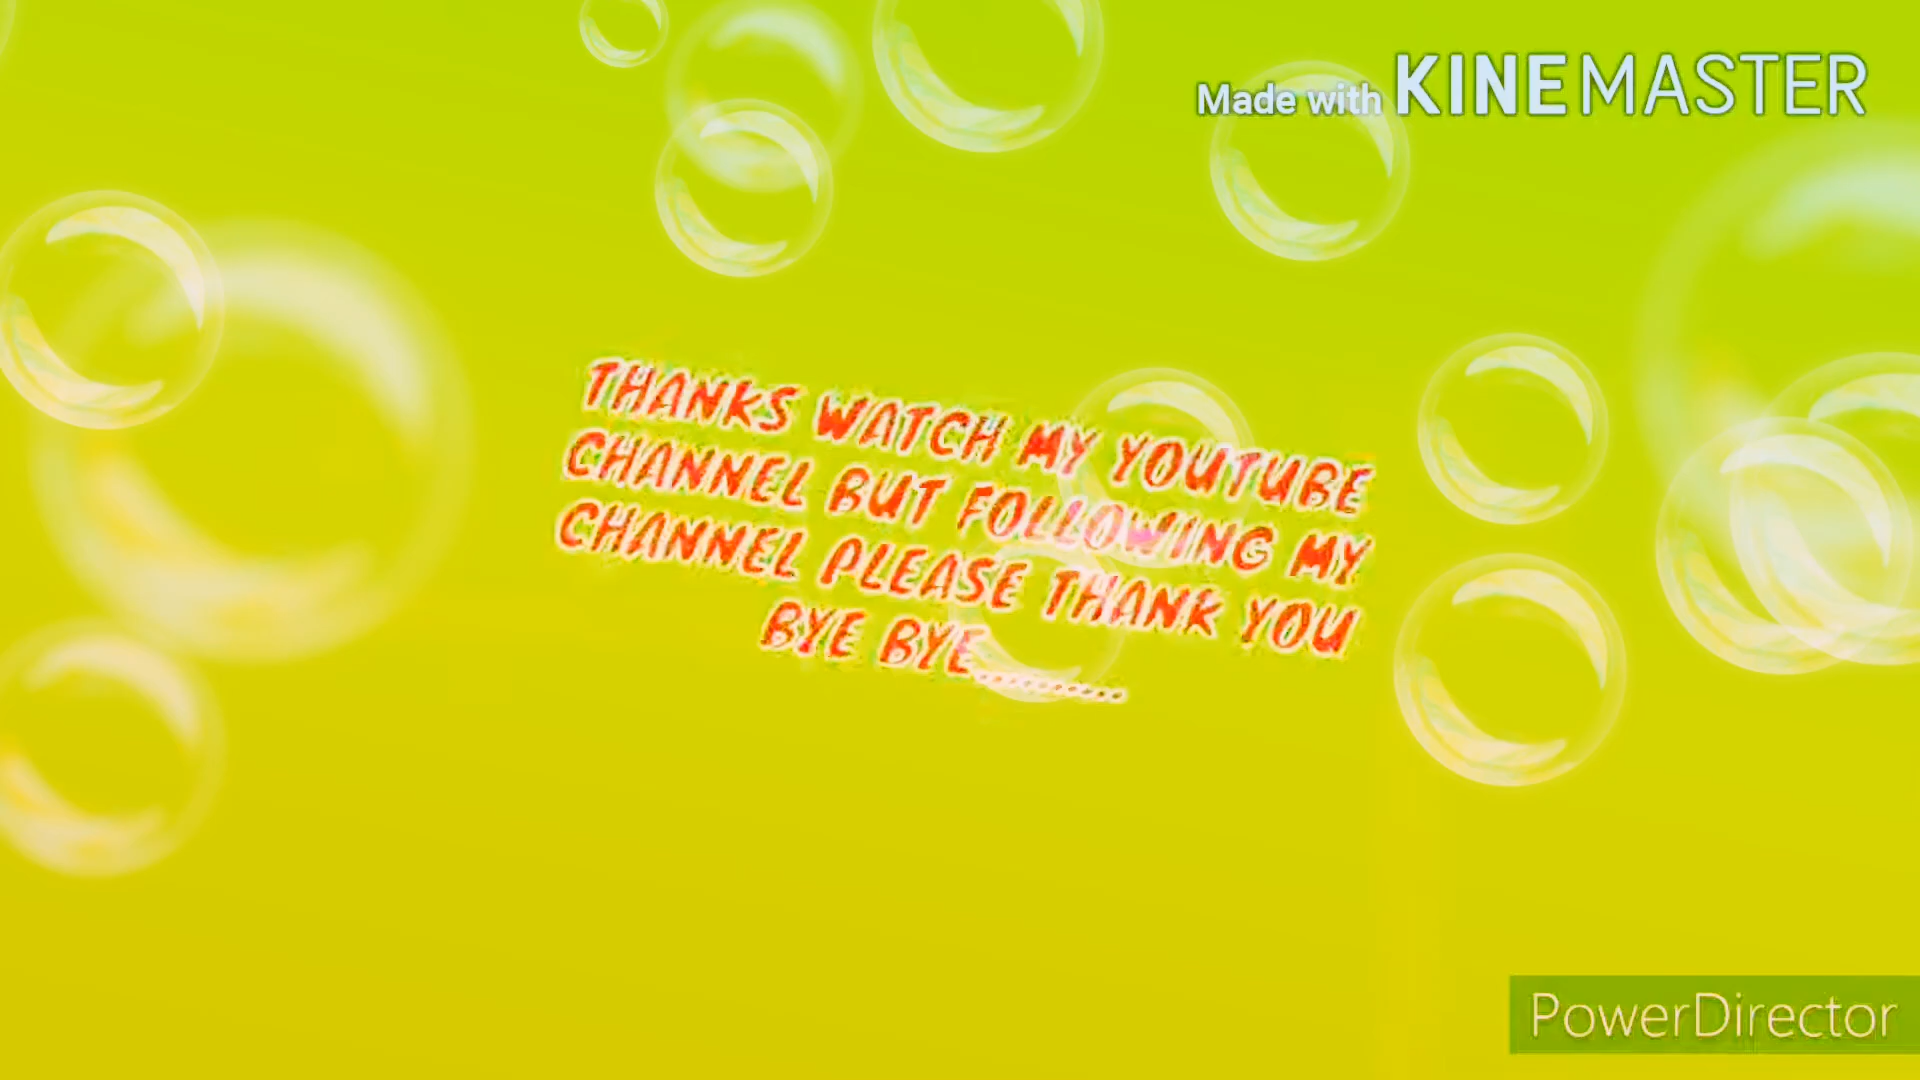 Made with KINEMASTER
THANKS WATCH MY YOUTUBE
CHANNEL BUT FOLLOWING MY
CHANNEL PLEASE THANK YOU
BYE BYE..........
PowerDirector